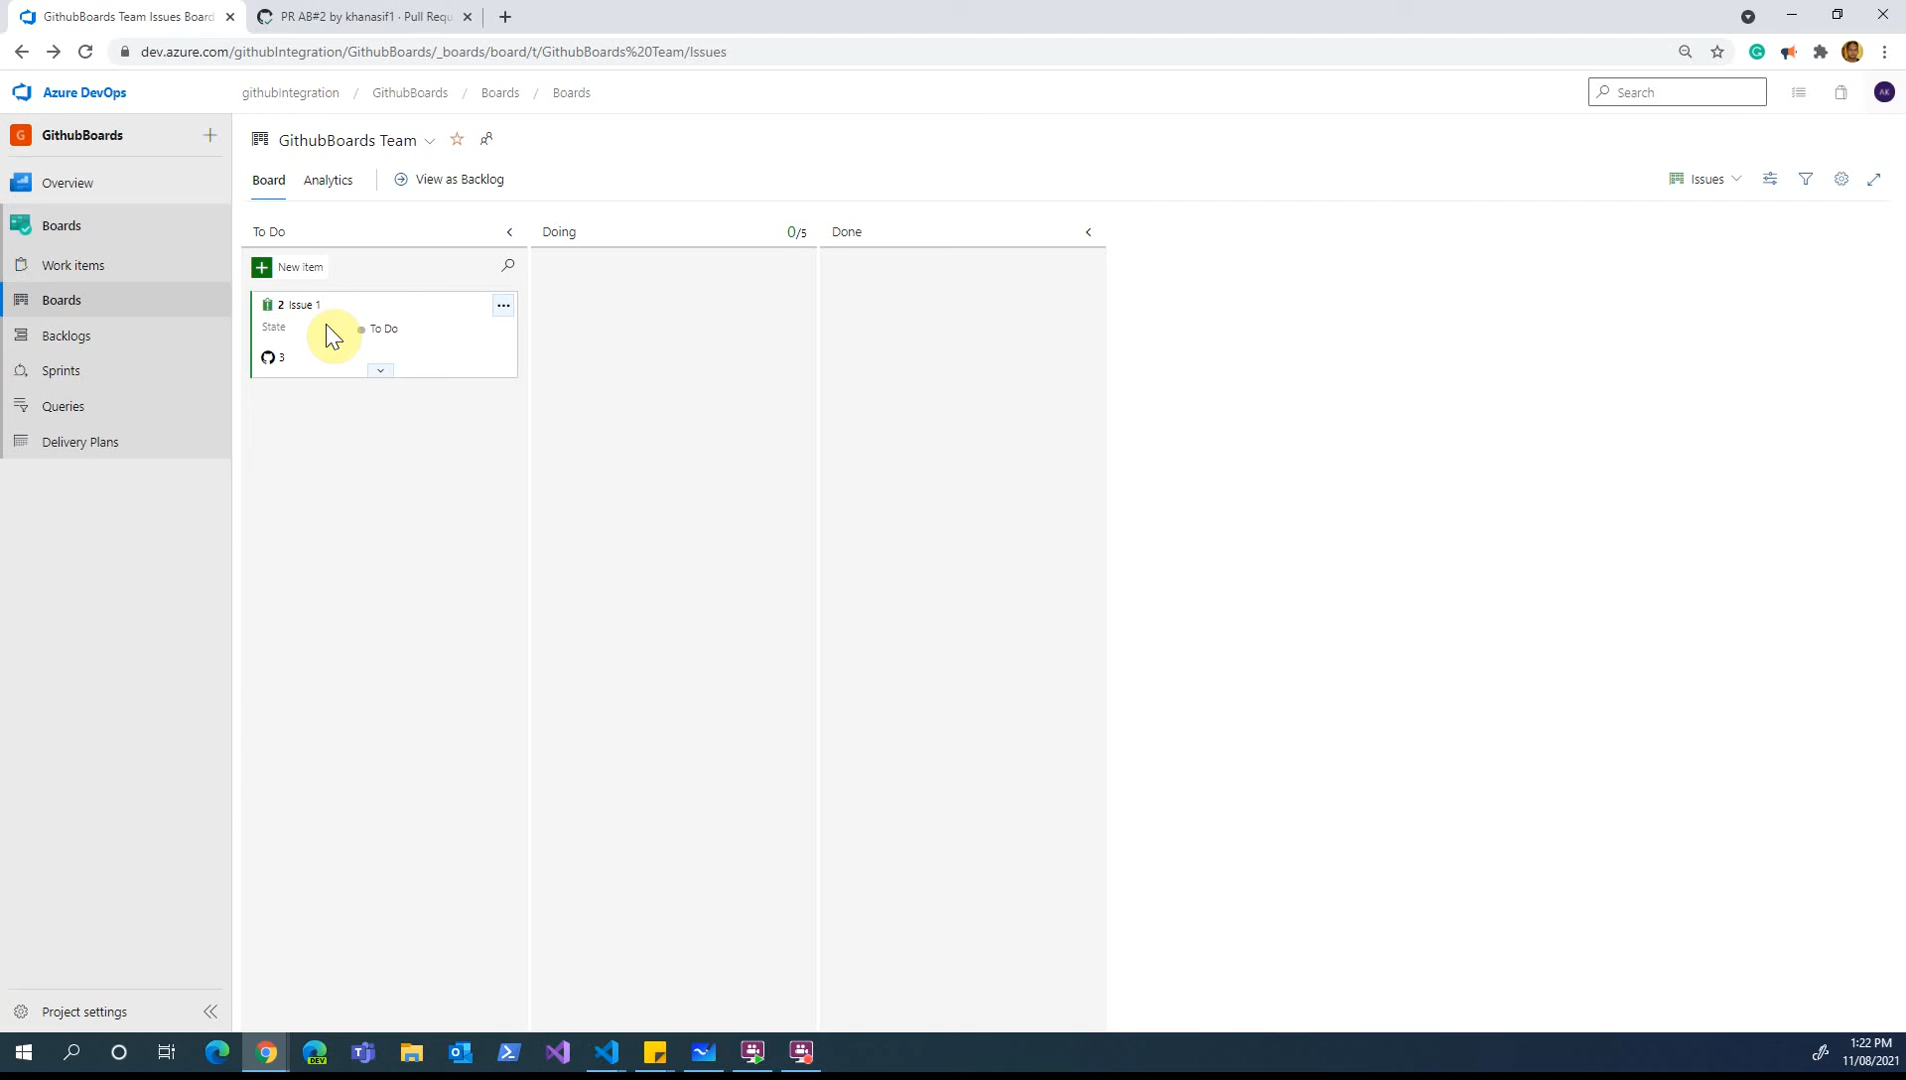 GithubBoards Team Issues Board
PR AB#2 by khanasif1 · Pull Requ
dev.azure.com/githubIntegration/GithubBoards/_boards/board/t/GithubBoards%20Team/Issues
Azure DevOps
githubIntegration / GithubBoards / Boards / Boards
Search
AK
G GithubBoards
GithubBoards Team
Overview
Board Analytics View as Backlog
Issues
Boards
To Do
Doing 0/5
Done
Work items
New item
Boards
2 Issue 1
State To Do
Backlogs
3
Sprints
Queries
Delivery Plans
Project settings
DEV
1:22 PM
11/08/2021